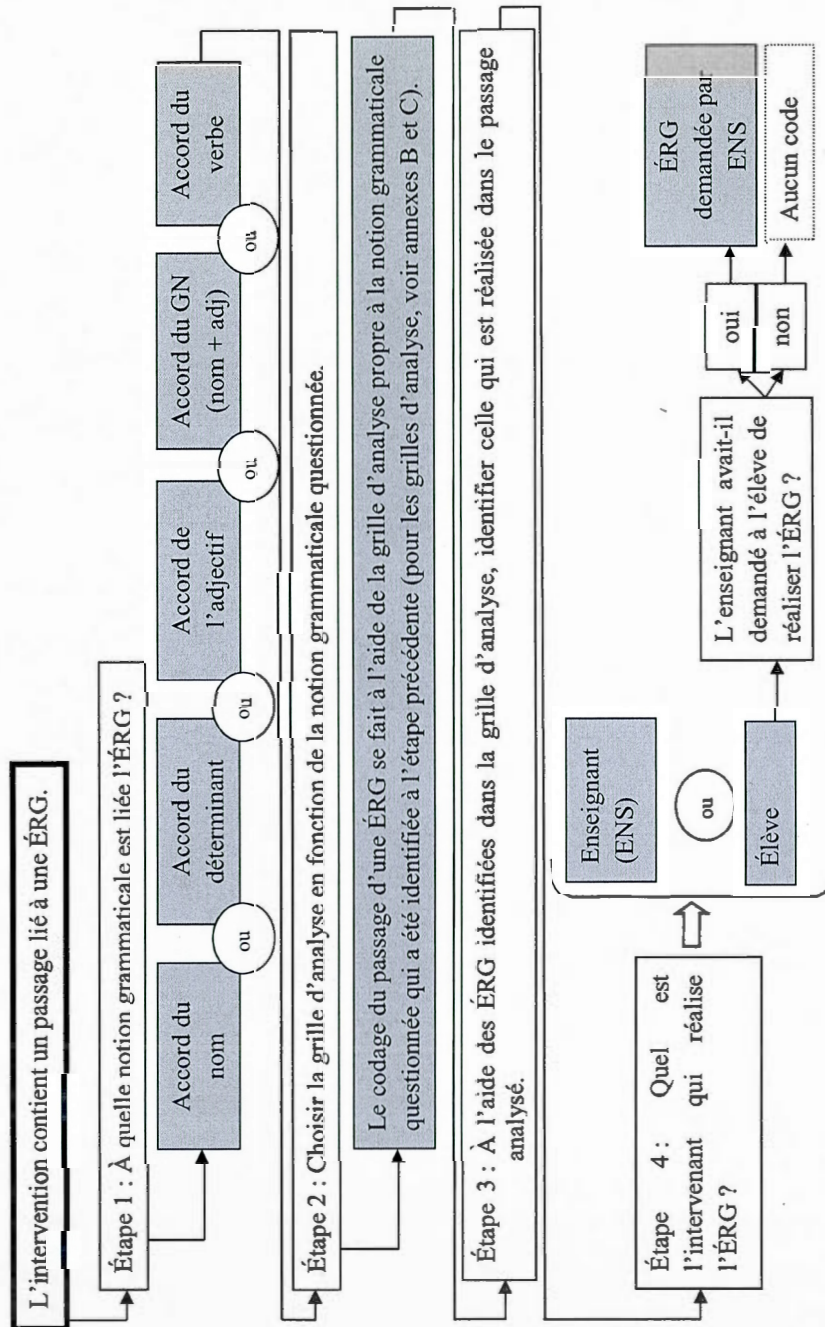 L'intervention contient un passage lié à une ÉRG.
Étape 1 : À quelle notion grammaticale est liée l'ÉRG ?
Accord du
nom
ou
Accord du
déterminant
ou
Accord de
l'adjectif
ou
Accord du GN
(nom + adj)
ou
Accord du
verbe
Étape 2 : Choisir la grille d'analyse en fonction de la notion grammaticale questionnée.
Le codage du passage d'une ÉRG se fait à l'aide de la grille d'analyse propre à la notion grammaticale
questionnée qui a été identifiée à l'étape précédente (pour les grilles d'analyse, voir annexes B et C).
Étape 3 : À l'aide des ÉRG identifiées dans la grille d'analyse, identifier celle qui est réalisée dans le passage
analysé.
Étape 4 : Quel est
l'intervenant qui réalise
l'ÉRG ?
Enseignant
(ENS)
ou
Élève
L'enseignant avait-il
demandé à l'élève de
réaliser l'ÉRG ?
oui
non
ÉRG
demandée par
ENS
Aucun code